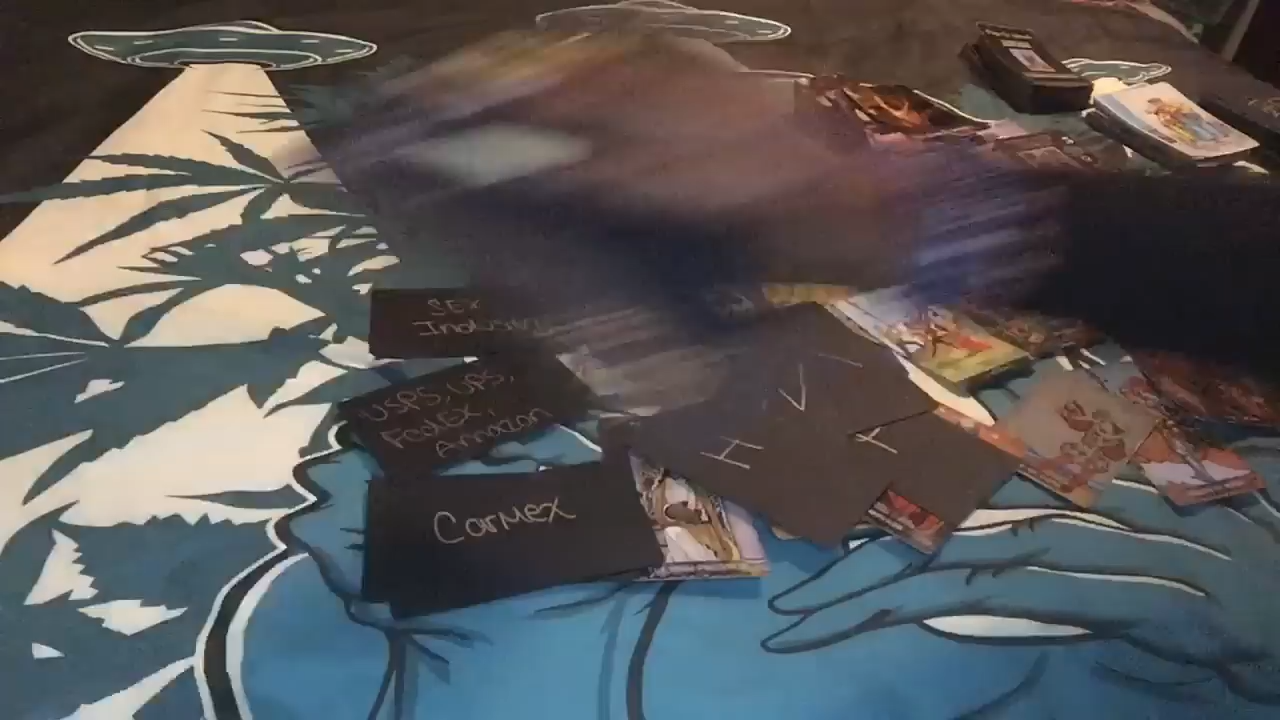 SEX
Industry
USPS, UPS,
FedEX,
Amazon
Carmex
H
V